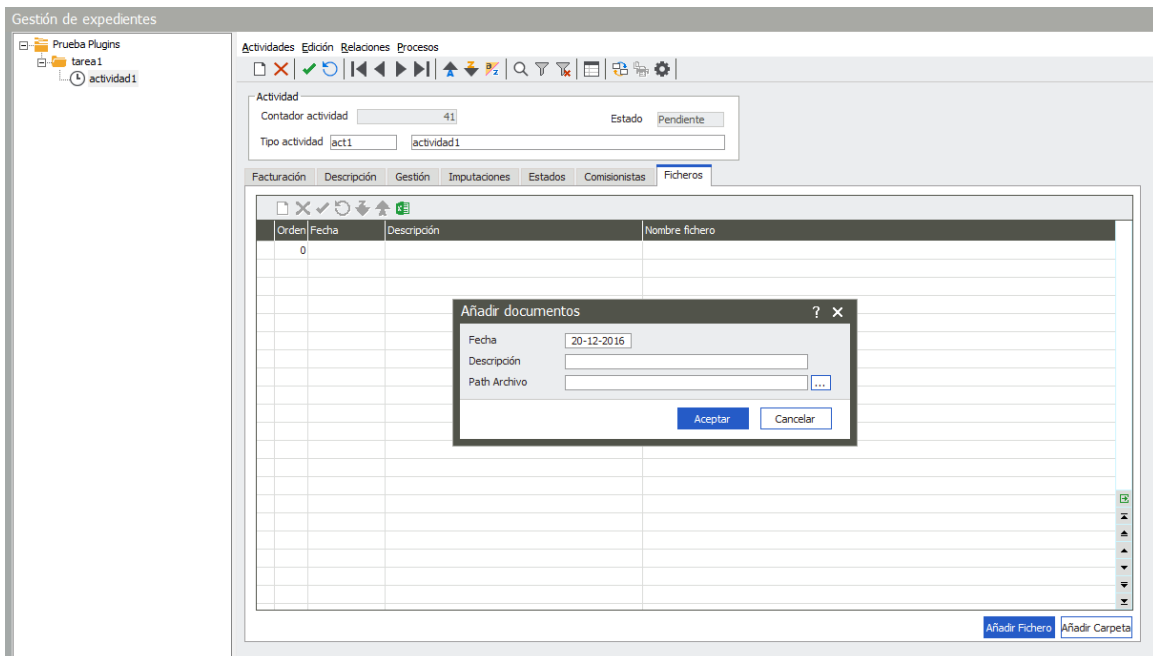 Gestión de expedientes
Prueba Plugins
tarea1
actividad1
Actividades Edición Relaciones Procesos
Actividad
Contador actividad 41 Estado Pendiente
Tipo actividad act1 actividad1
Facturación Descripción Gestión Imputaciones Estados Comisionistas Ficheros
Orden Fecha Descripción Nombre fichero
0
Añadir documentos ?
Fecha 20-12-2016
Descripción
Path Archivo ...
Aceptar Cancelar
Añadir Fichero Añadir Carpeta